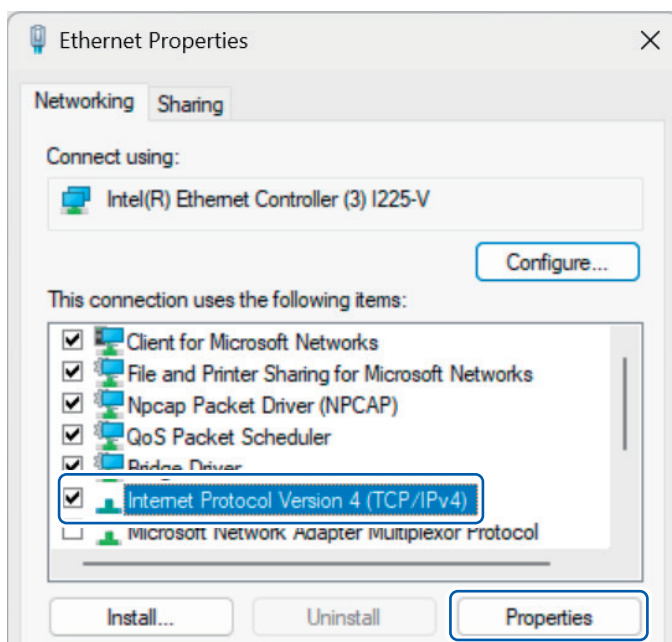 Ethernet Properties
Networking Sharing
Connect using:
Intel(R) Ethernet Controller (3) I225-V
Configure...
This connection uses the following items:
Client for Microsoft Networks
File and Printer Sharing for Microsoft Networks
Npcap Packet Driver (NPCAP)
QoS Packet Scheduler
Bridge Driver
Internet Protocol Version 4 (TCP/IPv4)
Microsoft Network Adapter Multiplexor Protocol
Install... Uninstall Properties